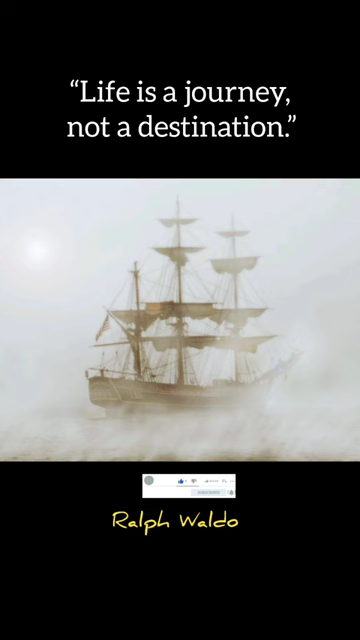 “Life is a journey,
not a destination.”
Ralph Waldo